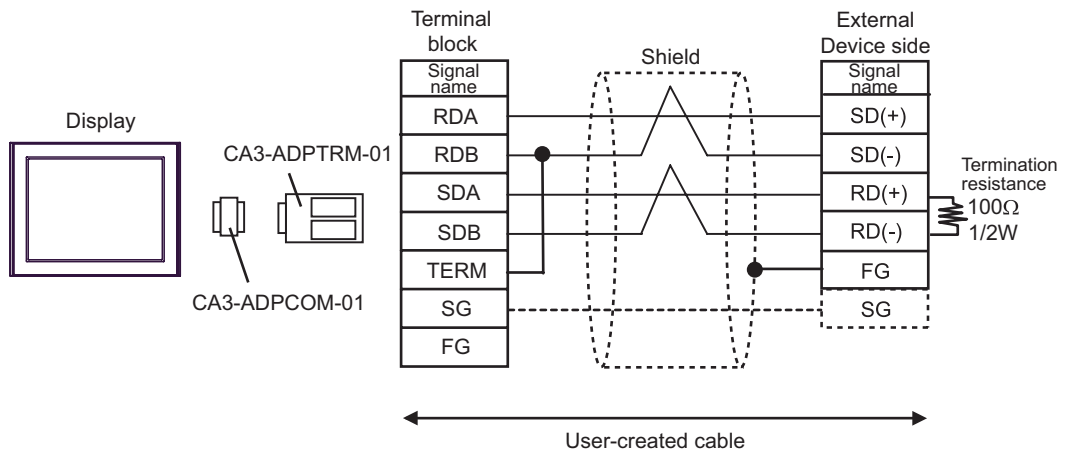 Display
CA3-ADPTRM-01
CA3-ADPCOM-01
Terminal
block
Signal
name
RDA
RDB
SDA
SDB
TERM
SG
FG
Shield
External
Device side
Signal
name
SD(+)
SD(-)
RD(+)
RD(-)
FG
SG
Termination
resistance
100Ω
1/2W
User-created cable